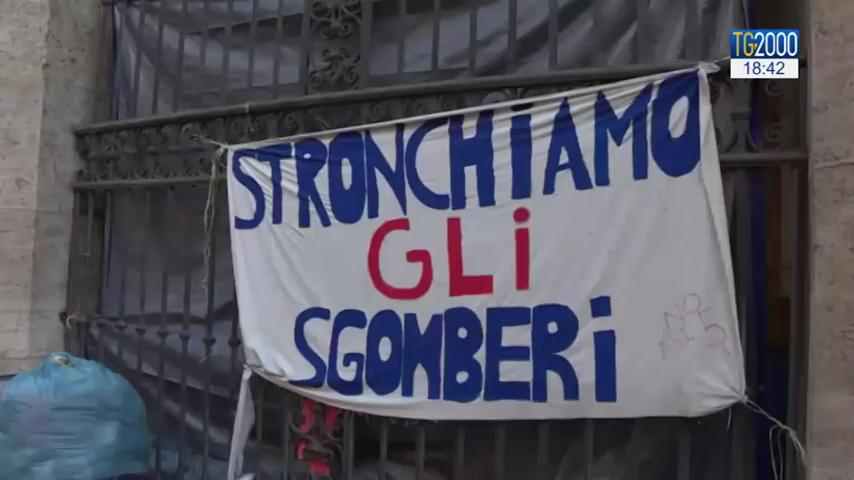 TG2000
18:42
STRONCHIAMO
GLI
SGOMBERI